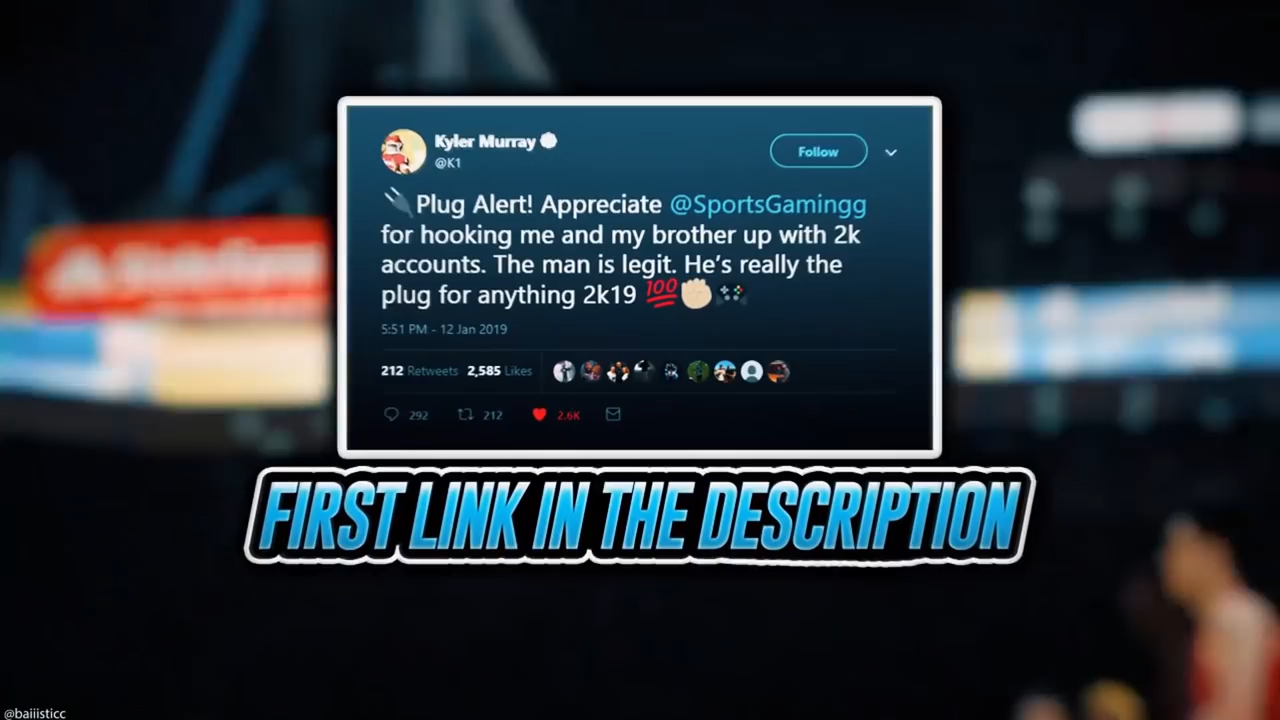 Kyler Murray
@K1
Follow
Plug Alert! Appreciate @SportsGamingg
for hooking me and my brother up with 2k
accounts. The man is legit. He’s really the
plug for anything 2k19 💯✊🏼🎮
5:51 PM - 12 Jan 2019
212 Retweets 2,585 Likes
292 212 2.6K
FIRST LINK IN THE DESCRIPTION
@baiiisticc